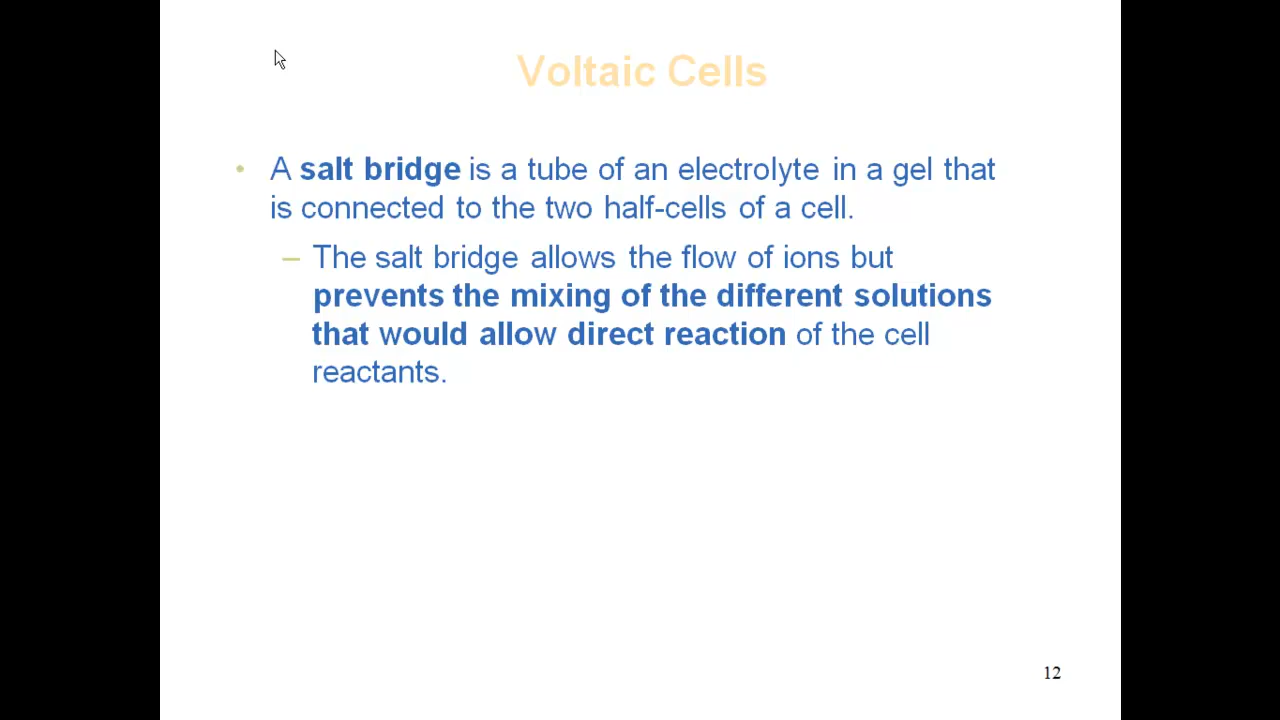 Voltaic Cells
• A salt bridge is a tube of an electrolyte in a gel that
is connected to the two half-cells of a cell.
– The salt bridge allows the flow of ions but
prevents the mixing of the different solutions
that would allow direct reaction of the cell
reactants.
12